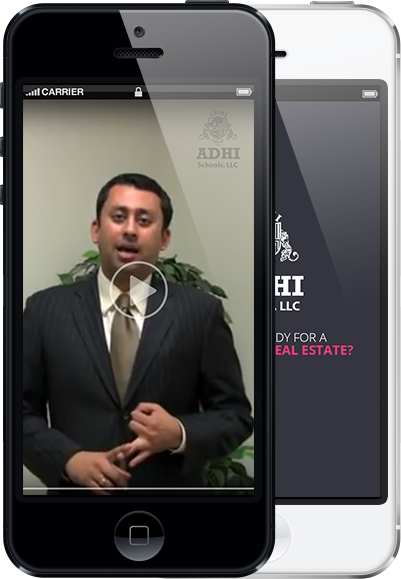 CARRIER
ADHI
Schools, LLC
HI
, LLC
DY FOR A
EAL ESTATE?